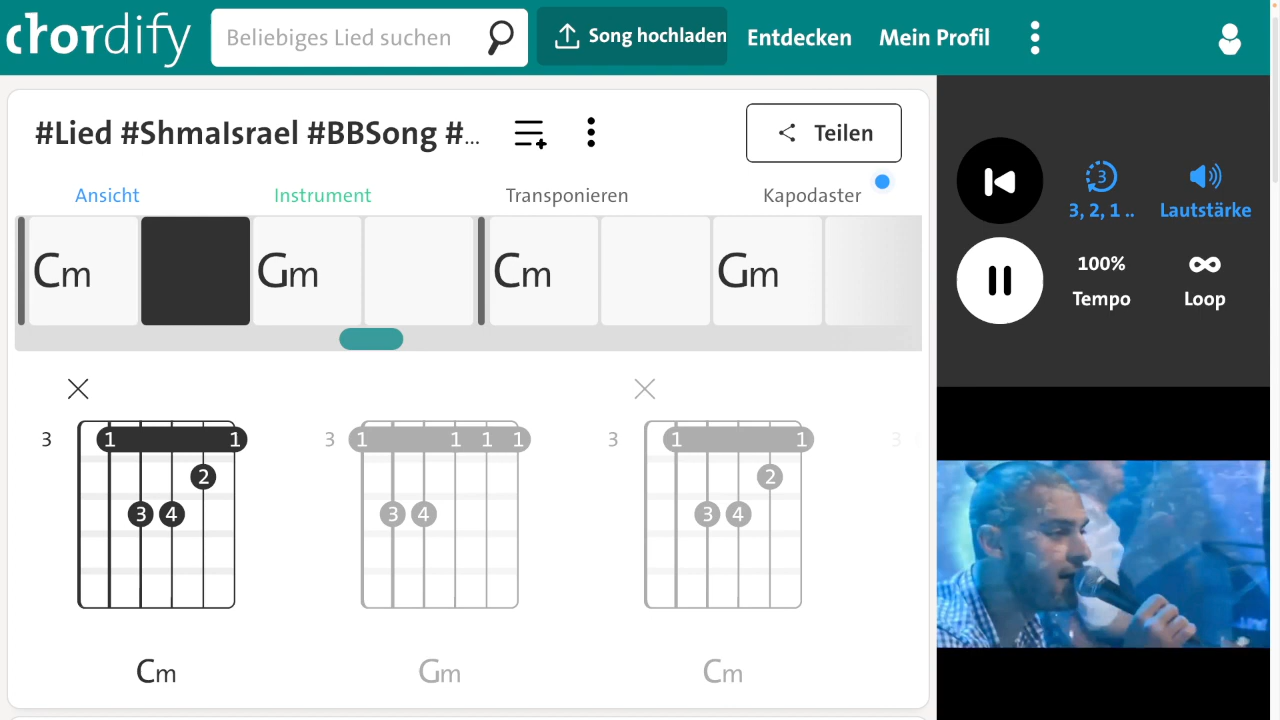 chordify
Beliebiges Lied suchen
Song hochladen
Entdecken
Mein Profil
#Lied #ShmaIsrael #BBSong #...
Teilen
Ansicht
Instrument
Transponieren
Kapodaster
Cm
Gm
Cm
Gm
3 1 1 2 3 4
3 1 1 1 1 3 4
3 1 1 2 3 4
3
Cm
Gm
Cm
3
3, 2, 1 ..
Lautstärke
100%
Tempo
Loop